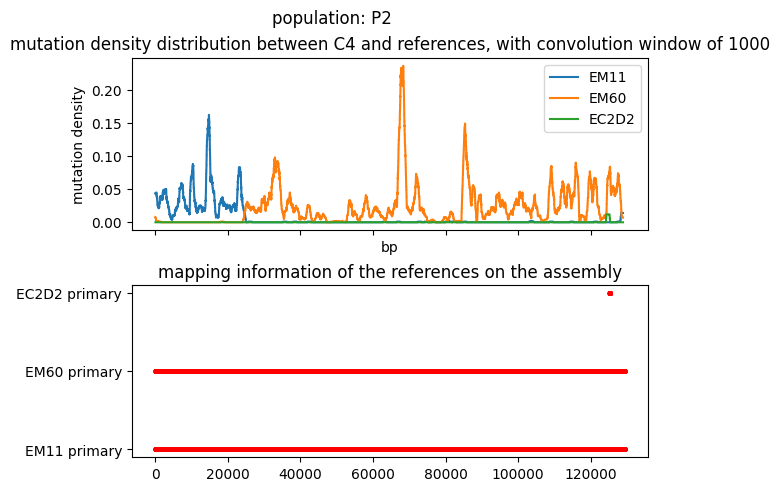 population: P2
mutation density distribution between C4 and references, with convolution window of 1000
mutation density
0.20
0.15
0.10
0.05
0.00
EM11
EM60
EC2D2
bp
mapping information of the references on the assembly
EC2D2 primary
EM60 primary
EM11 primary
0 20000 40000 60000 80000 100000 120000